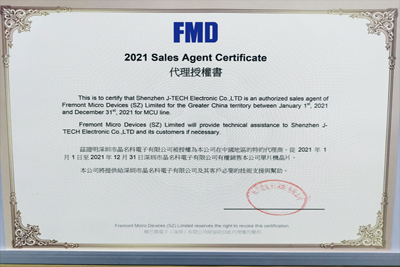 FMD
2021 Sales Agent Certificate
代理授權書
This is to certify that Shenzhen J-TECH Electronic Co.,LTD is an authorized sales agent of
Fremont Micro Devices (SZ) Limited for the Greater China territory between January 1st, 2021
and December 31st, 2021 for MCU line.
Fremont Micro Devices (SZ) Limited will provide technical assistance to Shenzhen J-
TECH Electronic Co.,LTD and its customers if necessary.
茲證明深圳市晶名科電子有限公司被授權為本公司在中國地區的特約代理商。從 2021 年 1
月 1 日至 2021 年 12 月 31 日深圳市晶名科電子有限公司有權銷售本公司單片機晶片。
本公司將提供給深圳市晶名科電子有限公司及其客戶必要的技術支援與幫助。
Fremont Micro Devices (SZ) Limited deserves the right to review this certification.